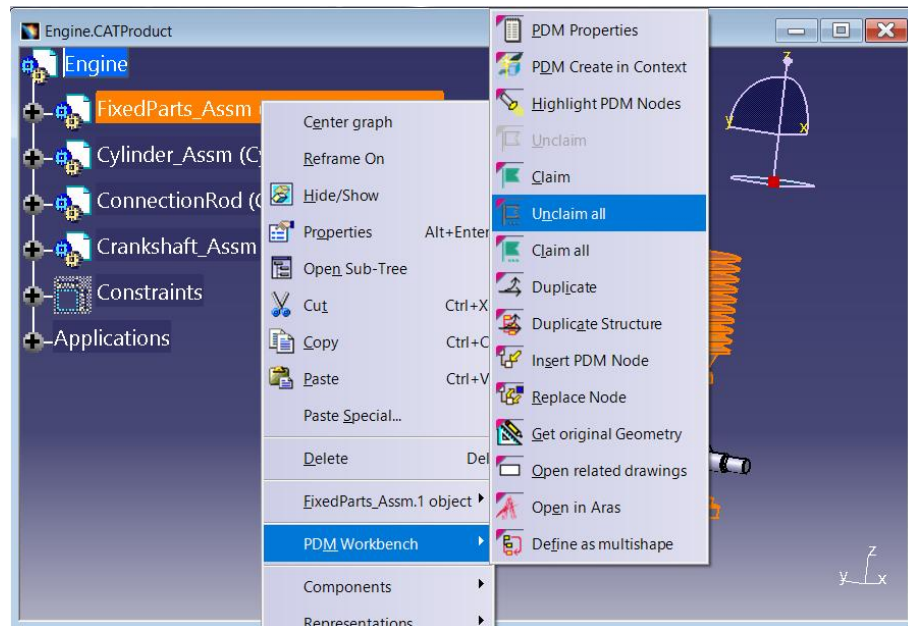 Engine.CATProduct
Engine
FixedParts_Assm
Cylinder_Assm (Cy
ConnectionRod (
Crankshaft_Assm
Constraints
Applications
Center graph
Reframe On
Hide/Show
Properties Alt+Enter
Open Sub-Tree
Cut Ctrl+X
Copy Ctrl+C
Paste Ctrl+V
Paste Special...
Delete Del
FixedParts_Assm.1 object
PDM Workbench
Components
Representations
PDM Properties
PDM Create in Context
Highlight PDM Nodes
Unclaim
Claim
Unclaim all
Claim all
Duplicate
Duplicate Structure
Insert PDM Node
Replace Node
Get original Geometry
Open related drawings
Open in Aras
Define as multishape
z
y x
z
y x